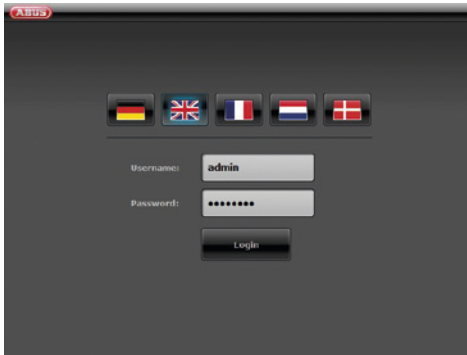 ABUS
Username: admin
Password: ••••••••
Login